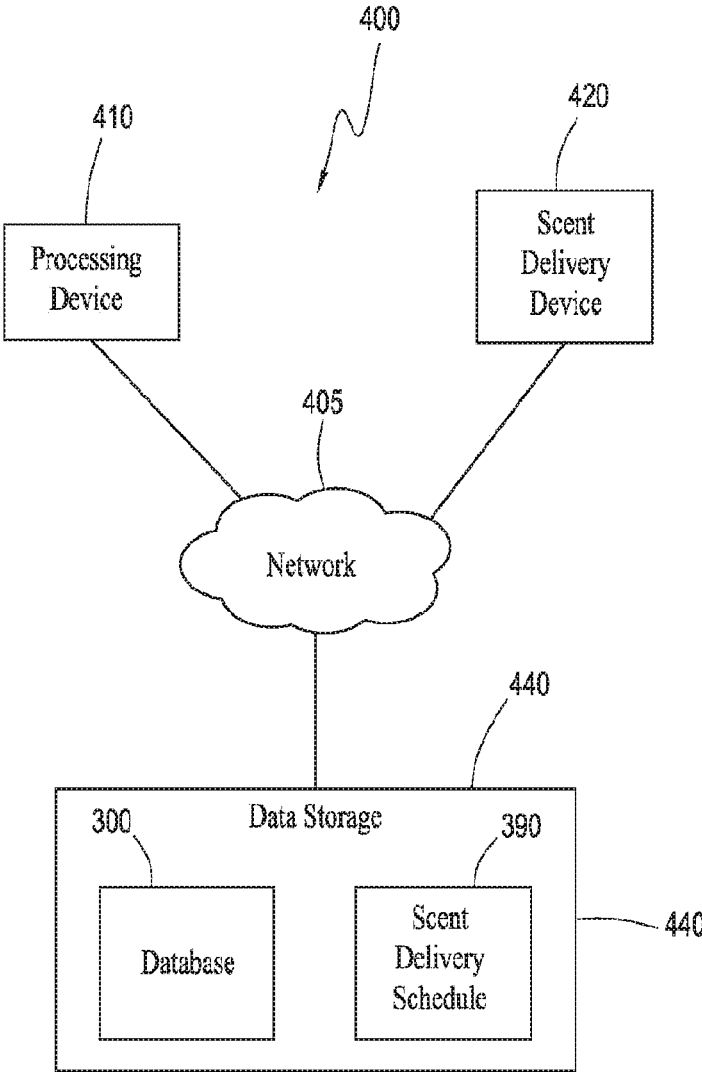 400
410
420
Processing
Device
Scent
Delivery
Device
405
Network
440
Data Storage
300
390
Database
Scent
Delivery
Schedule
440